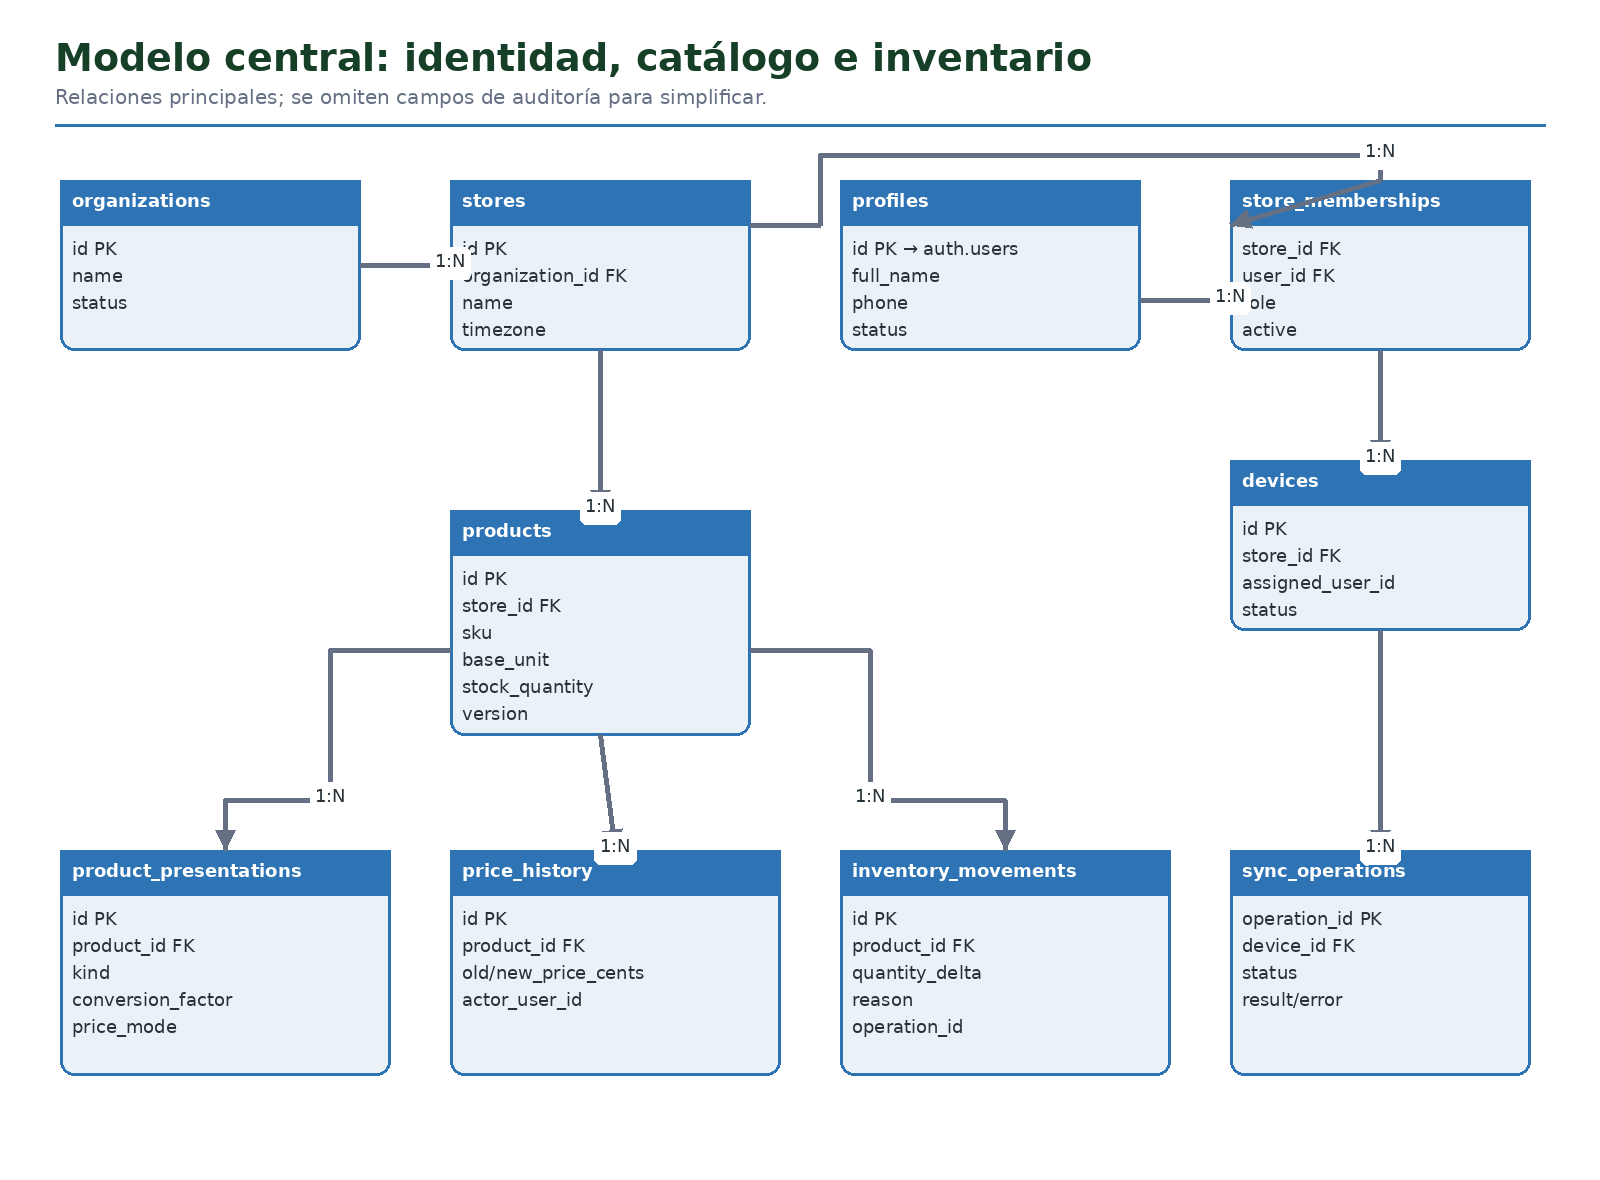 Modelo central: identidad, catálogo e inventario
Relaciones principales; se omiten campos de auditoría para simplificar.
1:N
organizations
id PK
name
status
1:N
stores
id PK
organization_id FK
name
timezone
profiles
id PK → auth.users
full_name
phone
status
1:N
store_memberships
store_id FK
user_id FK
role
active
1:N
devices
id PK
store_id FK
assigned_user_id
status
1:N
products
id PK
store_id FK
sku
base_unit
stock_quantity
version
1:N
product_presentations
id PK
product_id FK
kind
conversion_factor
price_mode
1:N
price_history
id PK
product_id FK
old/new_price_cents
actor_user_id
1:N
inventory_movements
id PK
product_id FK
quantity_delta
reason
operation_id
1:N
sync_operations
operation_id PK
device_id FK
status
result/error